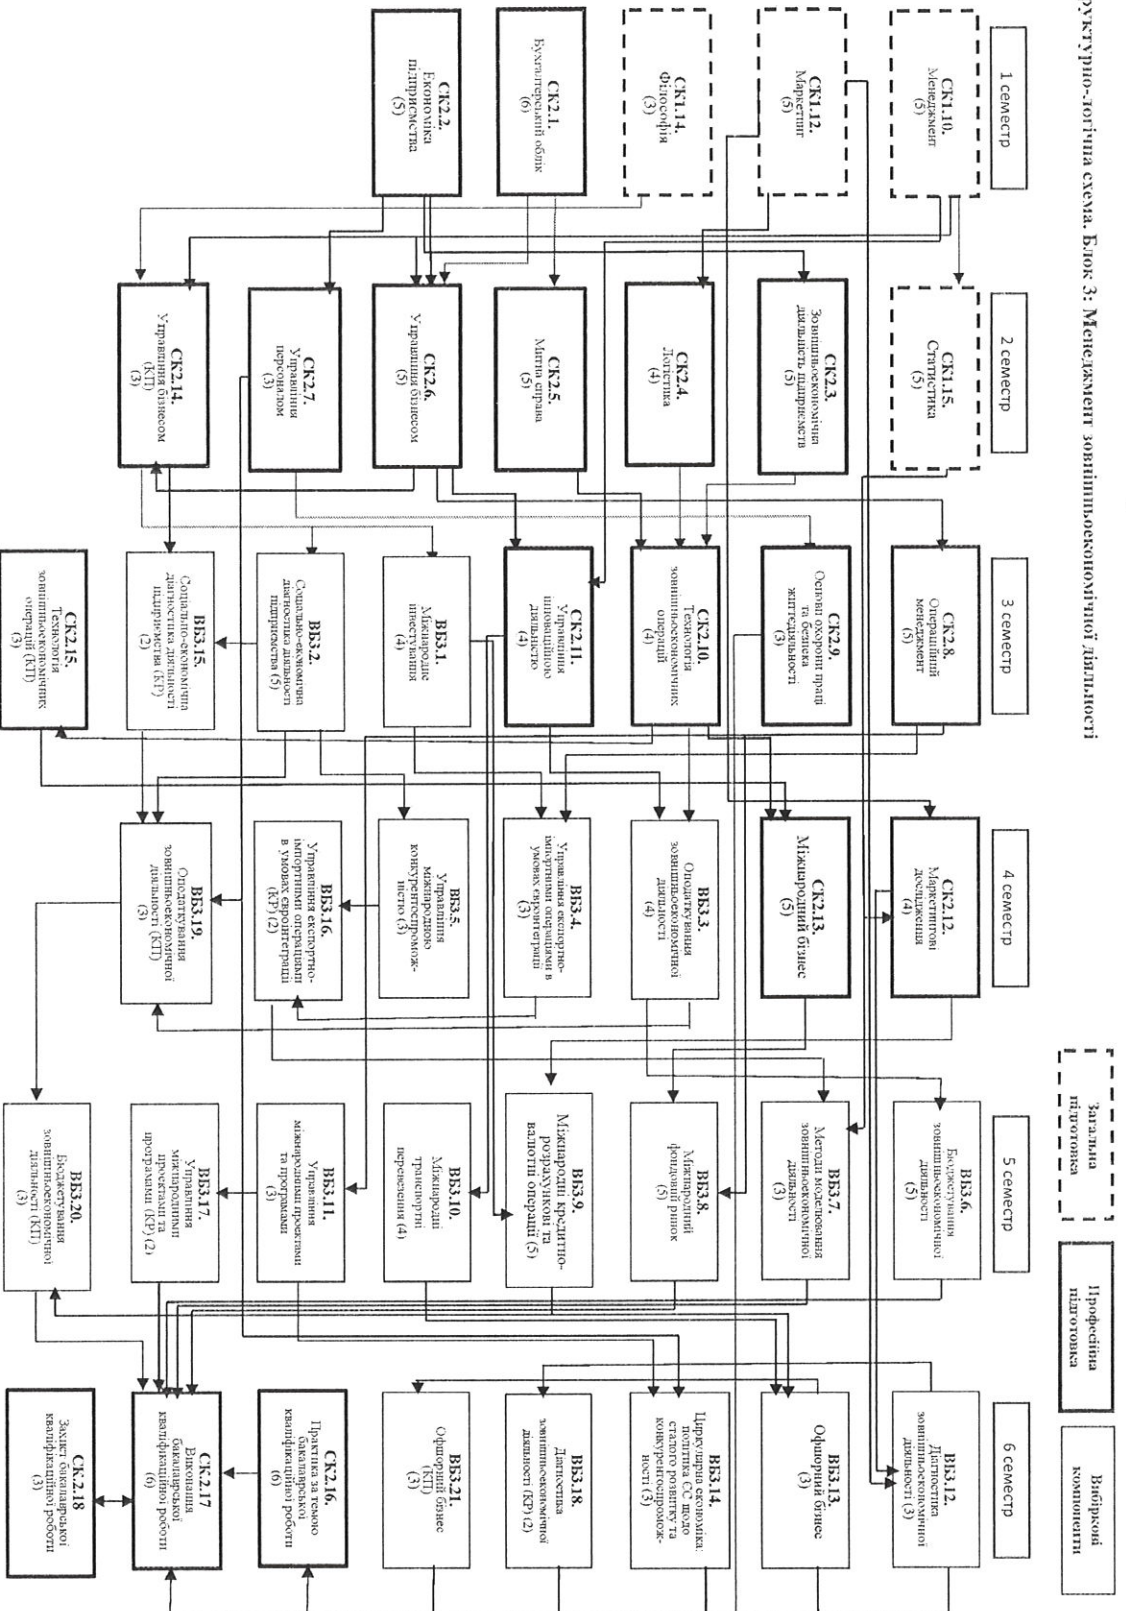 руктурно-логічна схема. Блок 3: Менеджмент зовнішньоекономічної діяльності
Загальна
підготовка
Професійна
підготовка
Вибіркові
компоненти
1 семестр
2 семестр
3 семестр
4 семестр
5 семестр
6 семестр
СК1.10.
Менеджмент
(5)
СК1.12.
Маркетинг
(5)
СК1.14.
Філософія
(3)
СК2.1.
Бухгалтерський облік
(6)
СК2.2.
Економіка
підприємства
(5)
СК1.15.
Статистика
(5)
СК2.3.
Зовнішньоекономічна
діяльність підприємств
(5)
СК2.4.
Логістика
(4)
СК2.5.
Митна справа
(5)
СК2.6.
Управління бізнесом
(5)
СК2.7.
Управління
персоналом
(3)
СК2.14.
Управління бізнесом
(КП)
(3)
СК2.8.
Операційний
менеджмент
(5)
СК2.9.
Основи охорони праці
та безпека
життєдіяльності
(3)
СК2.10.
Технологія
зовнішньоекономічних
операцій
(4)
СК2.11.
Управління
інноваційною
діяльністю
(4)
ВБ3.1.
Міжнародне
інвестування
(4)
ВБ3.2.
Соціально-економічна
діагностика діяльності
підприємства (5)
ВБ3.15.
Соціально-економічна
діагностика діяльності
підприємства (КР)
(2)
СК2.15.
Технологія
зовнішньоекономічних
операцій (КП)
(3)
СК2.12.
Маркетингові
дослідження
(4)
СК2.13.
Міжнародний бізнес
(5)
ВБ3.3.
Оподаткування
зовнішньоекономічної
діяльності
(4)
ВБ3.4.
Управління експортно-
імпортними операціями в
умовах євроінтеграції
(3)
ВБ3.5.
Управління
міжнародною
конкурентоспромож-
ністю (3)
ВБ3.16.
Управління експортно-
імпортними операціями
в умовах євроінтеграції
(КР) (2)
ВБ3.19.
Оподаткування
зовнішньоекономічної
діяльності (КП)
(3)
ВБ3.6.
Бюджетування
зовнішньоекономічної
діяльності
(5)
ВБ3.7.
Методи моделювання
зовнішньоекономічної
діяльності
(3)
ВБ3.8.
Міжнародний
фондовий ринок
(5)
ВБ3.9.
Міжнародні кредитно-
розрахункові та
валютні операції (5)
ВБ3.10.
Міжнародні
транспортні
перевезення (4)
ВБ3.11.
Управління
міжнародними проектами
та програмами
(3)
ВБ3.17.
Управління
міжнародними
проектами та
програмами (КР) (2)
ВБ3.20.
Бюджетування
зовнішньоекономічної
діяльності (КП)
(3)
ВБ3.12.
Діагностика
зовнішньоекономічної
діяльності (3)
ВБ3.13.
Офшорний бізнес
(3)
ВБ3.14.
Циркулярна економіка:
політика ЄС щодо
сталого розвитку та
конкурентоспромож-
ності (3)
ВБ3.18.
Діагностика
зовнішньоекономічної
діяльності (КР) (2)
ВБ3.21.
Офшорний бізнес
(КП)
(3)
СК2.16.
Практика за темою
бакалаврської
кваліфікаційної роботи
(6)
СК2.17
Виконання
бакалаврської
кваліфікаційної роботи
(6)
СК.2.18
Захист бакалаврської
кваліфікаційної роботи
(3)